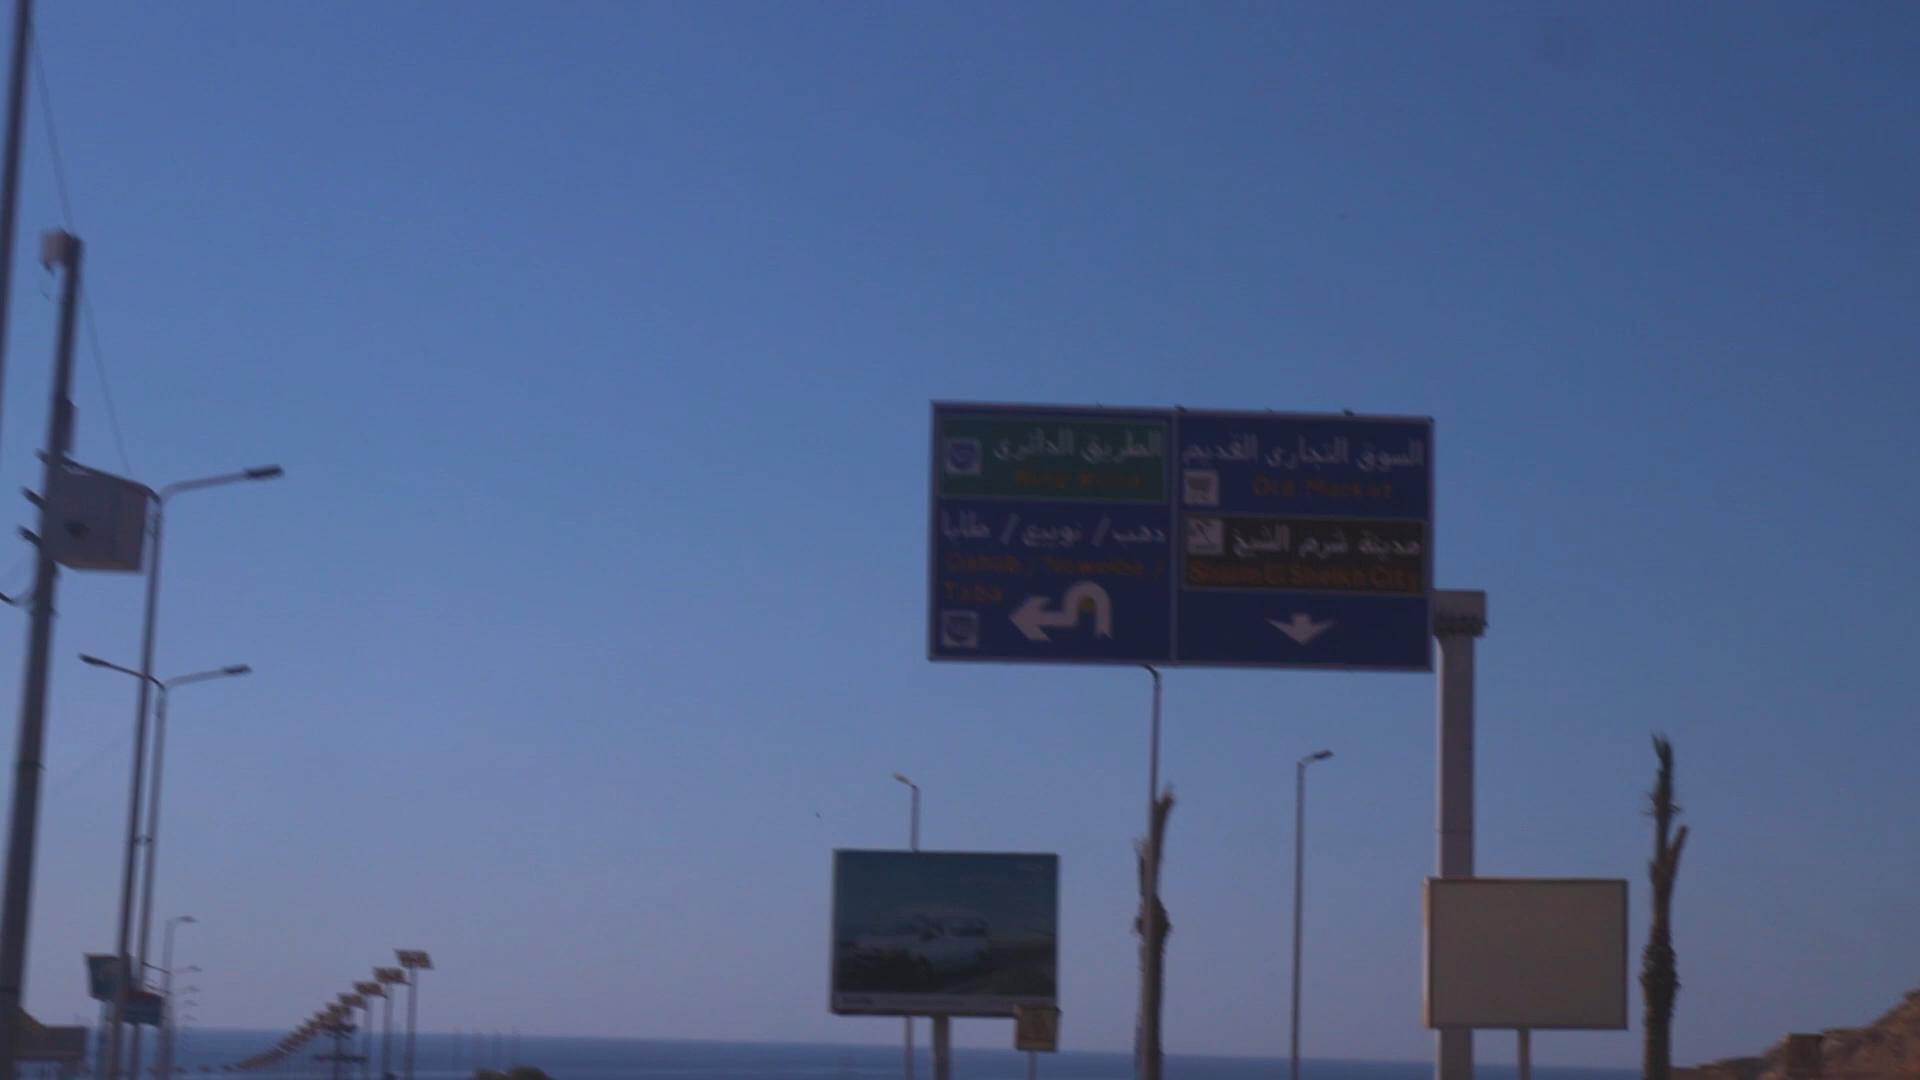 الطريق الدائرى
Ring Road
دهب / نويبع / طابا
Dahab / Noweibe /
Taba
السوق التجارى القديم
Old Market
مدينة شرم الشيخ
Sharm El Sheikh City